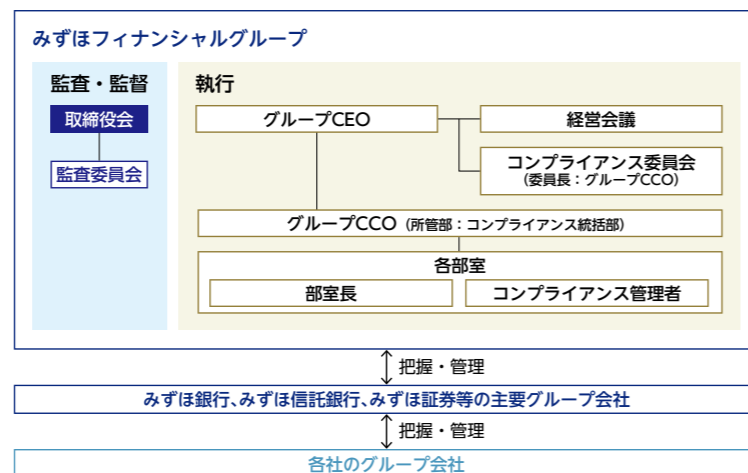 みずほフィナンシャルグループ
監査・監督
取締役会
監査委員会
執行
グループCEO
経営会議
コンプライアンス委員会
（委員長：グループCCO）
グループCCO（所管部：コンプライアンス統括部）
各部室
部室長
コンプライアンス管理者
把握・管理
みずほ銀行、みずほ信託銀行、みずほ証券等の主要グループ会社
把握・管理
各社のグループ会社